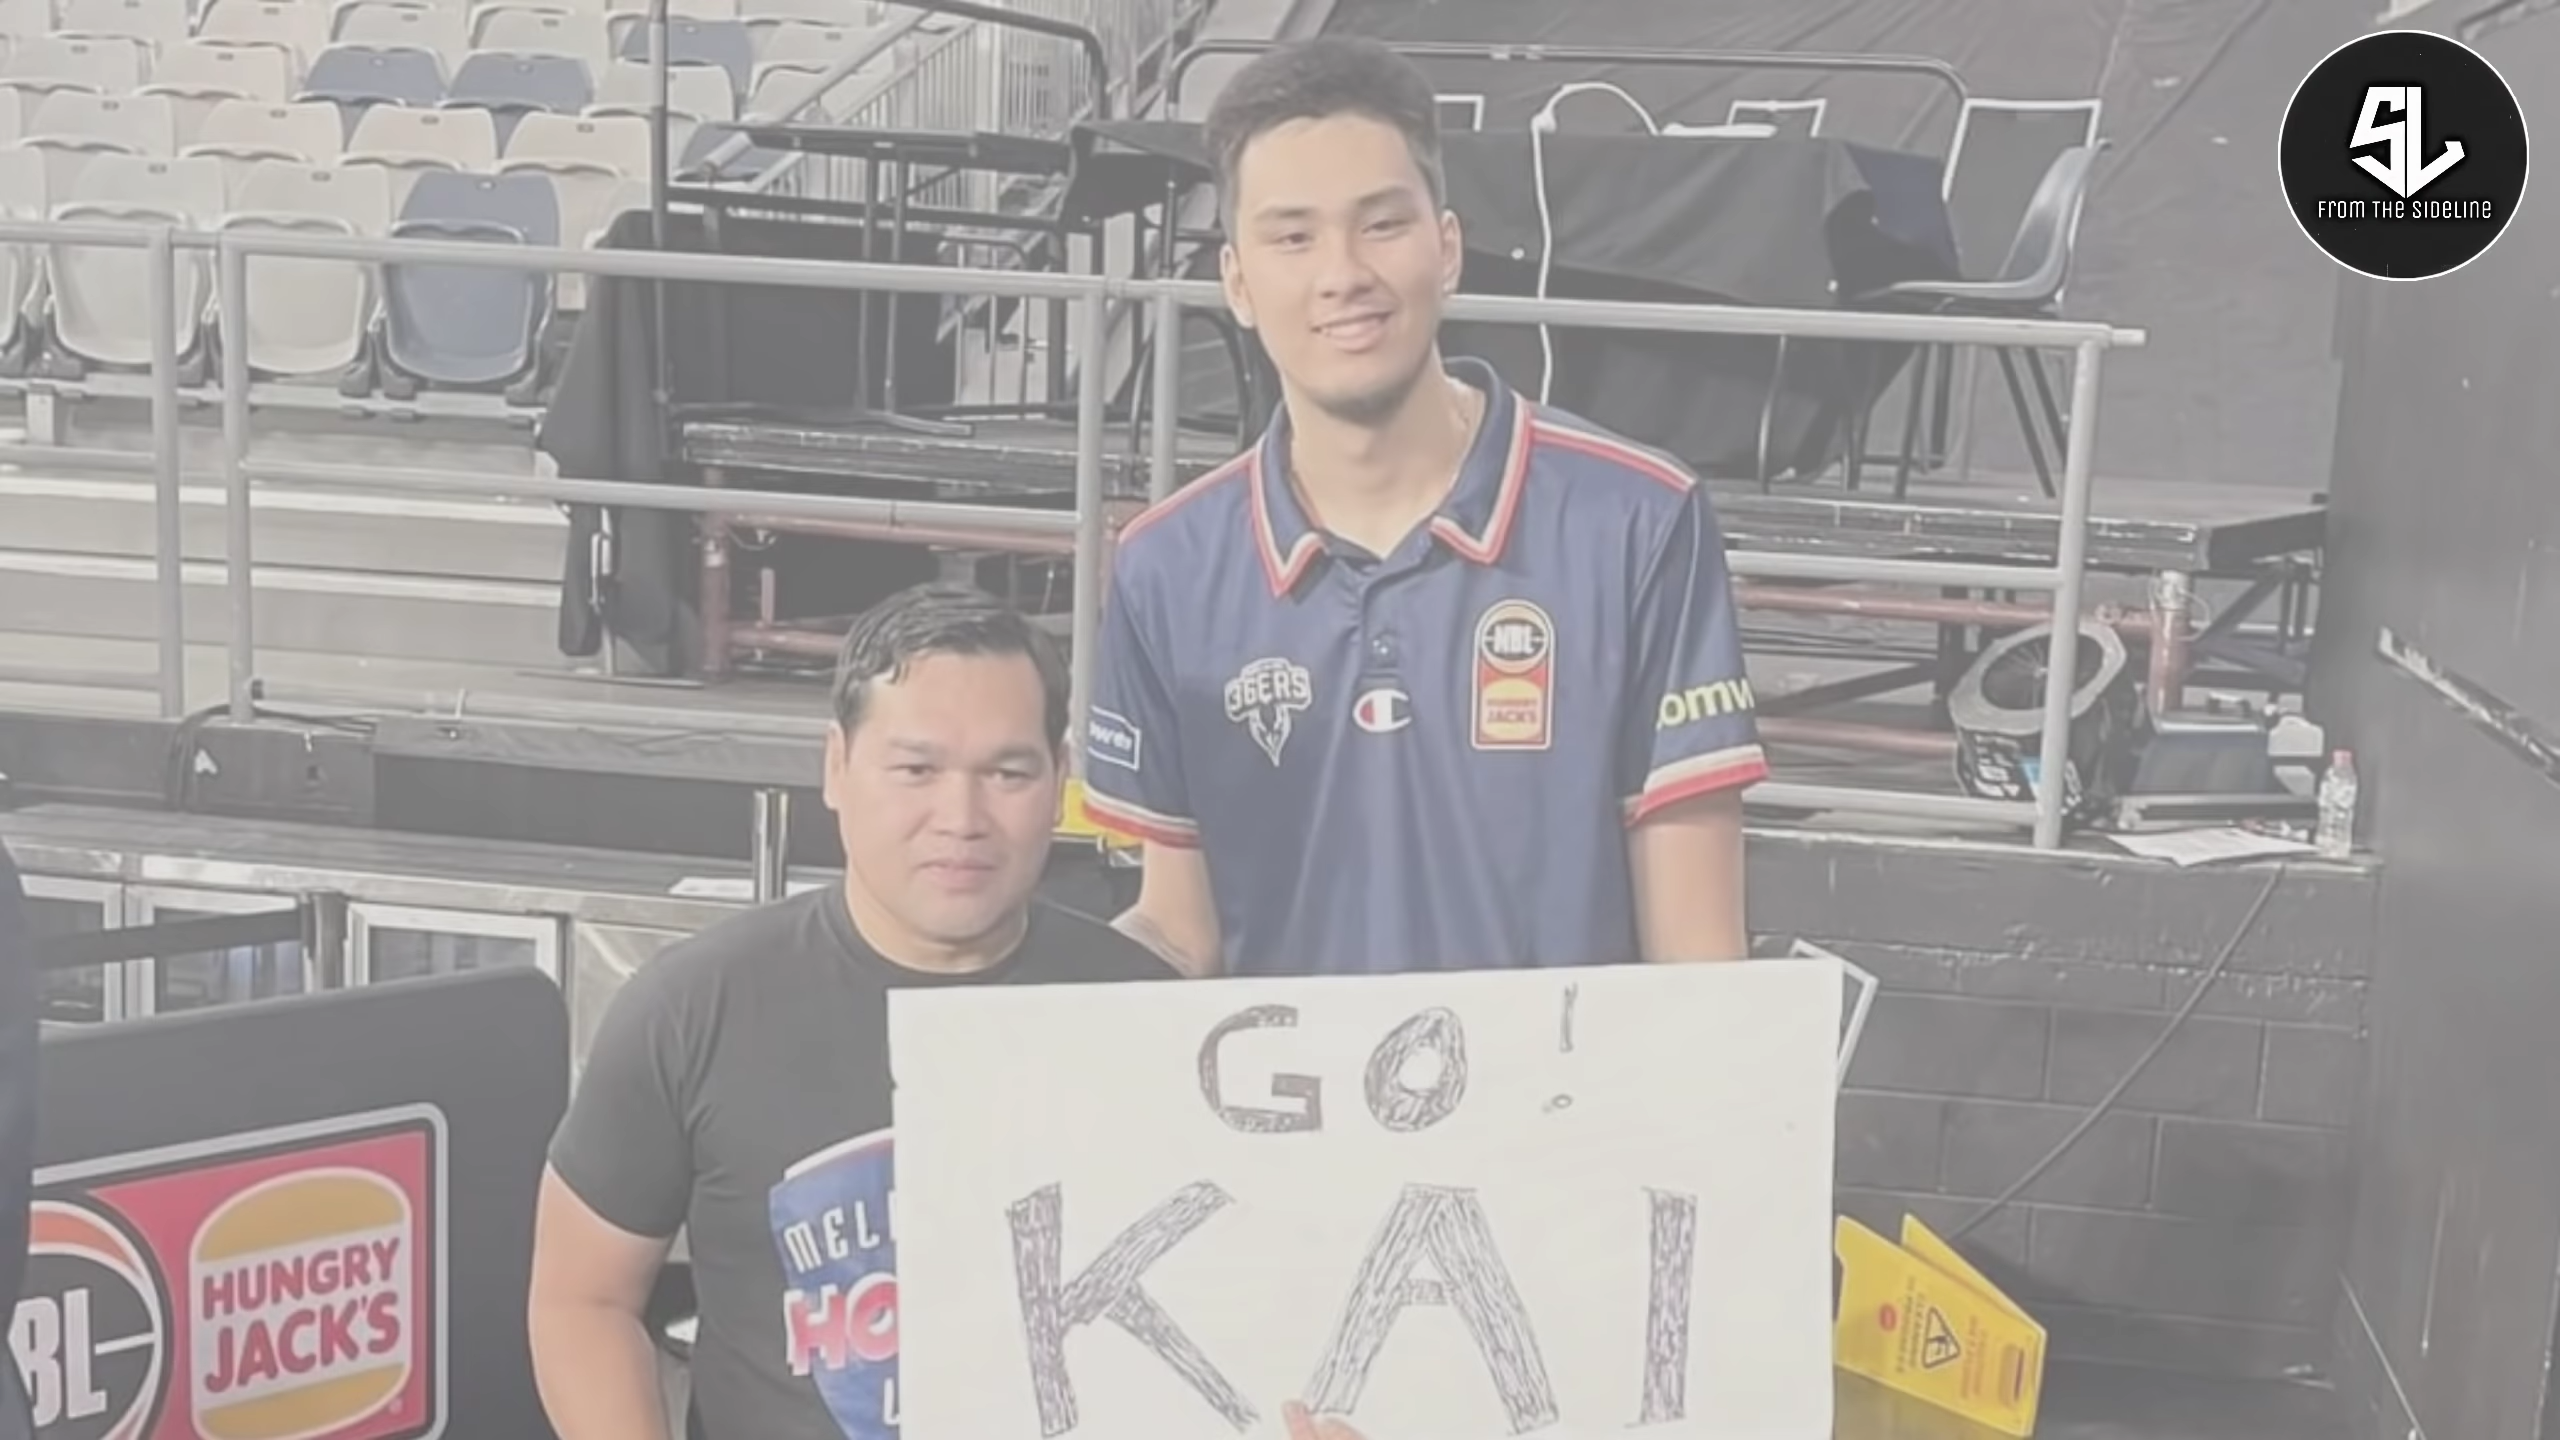 SL
FROM THE SIDELINE
36ERS
NBL
HUNGRY
JACK'S
GO!
KAI
HUNGRY
JACK'S